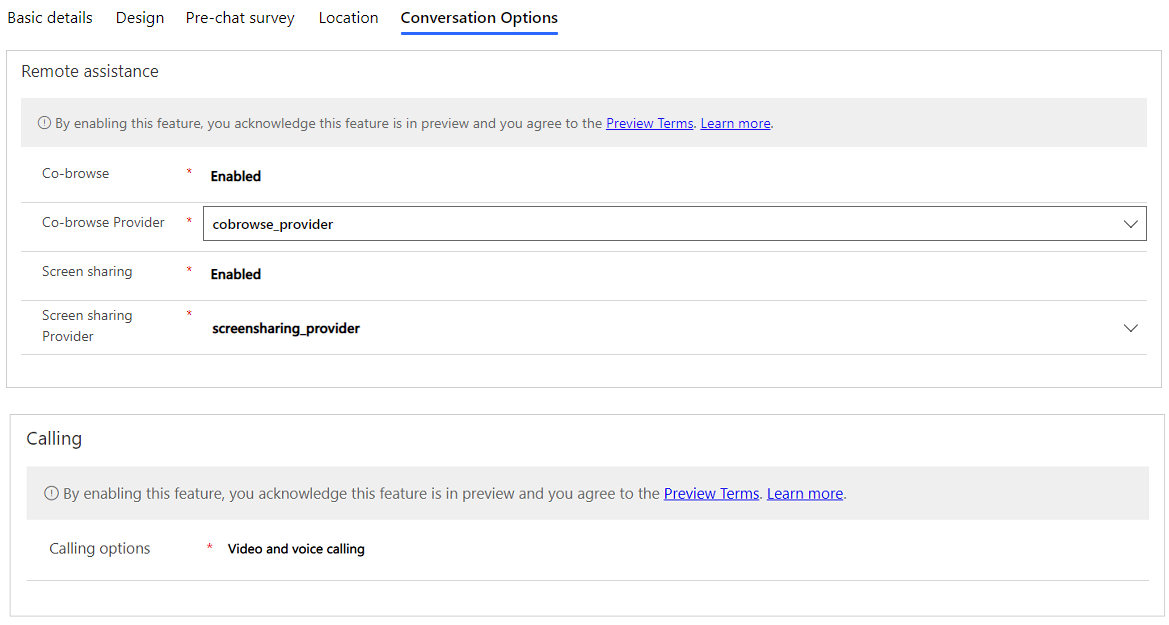 Basic details Design Pre-chat survey Location Conversation Options
Remote assistance
By enabling this feature, you acknowledge this feature is in preview and you agree to the Preview Terms. Learn more.
Co-browse * Enabled
Co-browse Provider * cobrowse_provider
Screen sharing * Enabled
Screen sharing *
Provider
screensharing_provider
Calling
By enabling this feature, you acknowledge this feature is in preview and you agree to the Preview Terms. Learn more.
Calling options * Video and voice calling